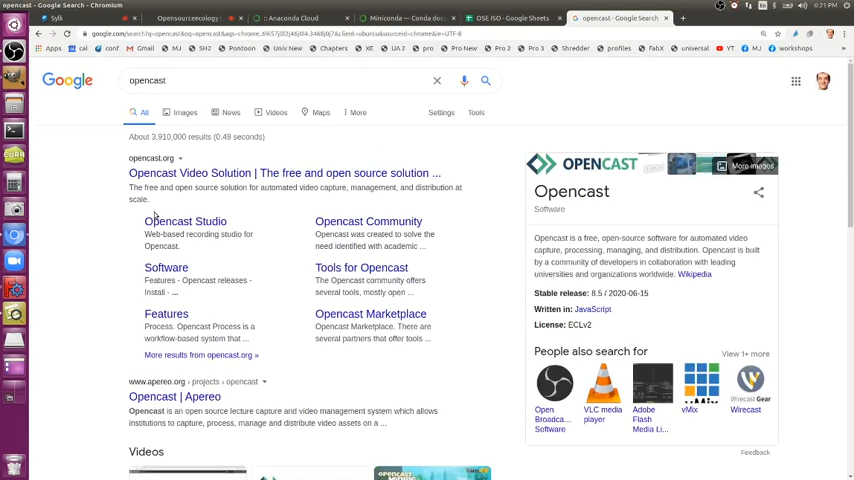 opencast - Google Search - Chromium
En
6:21 PM
Sylk
Opensourceecology
:: Anaconda Cloud
Miniconda — Conda docu
OSE ISO - Google Sheets
opencast - Google Search
Apps
cal
conf
Gmail
MJ
SH2
Pontoon
Univ New
Chapters
XE
UA 2
pro
Pro New
Pro 2
Pro 3
Shredder
profiles
FabX
universal
YT
MJ
workshops
Google
opencast
All
Images
News
Videos
Maps
More
Settings
Tools
About 3,910,000 results (0.49 seconds)
opencast.org
Opencast Video Solution | The free and open source solution ...
The free and open source solution for automated video capture, management, and distribution at
scale.
Opencast Studio
Web-based recording studio for
Opencast.
Opencast Community
Opencast was created to solve the
need identified with academic ...
Software
Features - Opencast releases -
Install - ...
Tools for Opencast
The Opencast community offers
several tools, mostly open ...
Features
Process. Opencast Process is a
workflow-based system that ...
Opencast Marketplace
Opencast Marketplace. There are
several partners that offer tools ...
More results from opencast.org »
www.apereo.org › projects › opencast
Opencast | Apereo
Opencast is an open source lecture capture and video management system which allows
institutions to capture, process, manage and distribute video assets on a ...
Videos
OPENCAST
More images
Opencast
Software
Opencast is a free, open-source software for automated video
capture, processing, managing, and distribution. Opencast is built
by a community of developers in collaboration with leading
universities and organizations worldwide. Wikipedia
Stable release: 8.5 / 2020-06-15
Written in: JavaScript
License: ECLv2
People also search for
View 1+ more
Open
Broadca...
Software
VLC media
player
Adobe
Flash
Media Li...
vMix
Wirecast
Feedback